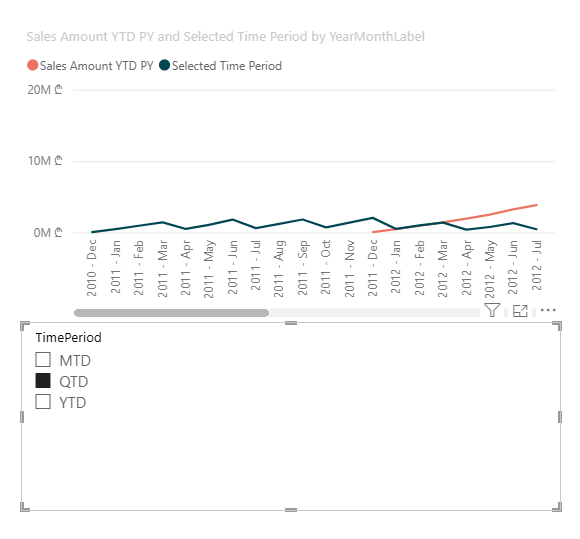 Sales Amount YTD PY and Selected Time Period by YearMonthLabel
Sales Amount YTD PY Selected Time Period
20M ₾
10M ₾
0M ₾
2010 - Dec
2011 - Jan
2011 - Feb
2011 - Mar
2011 - Apr
2011 - May
2011 - Jun
2011 - Jul
2011 - Aug
2011 - Sep
2011 - Oct
2011 - Nov
2011 - Dec
2012 - Jan
2012 - Feb
2012 - Mar
2012 - Apr
2012 - May
2012 - Jun
2012 - Jul
TimePeriod
MTD
QTD
YTD